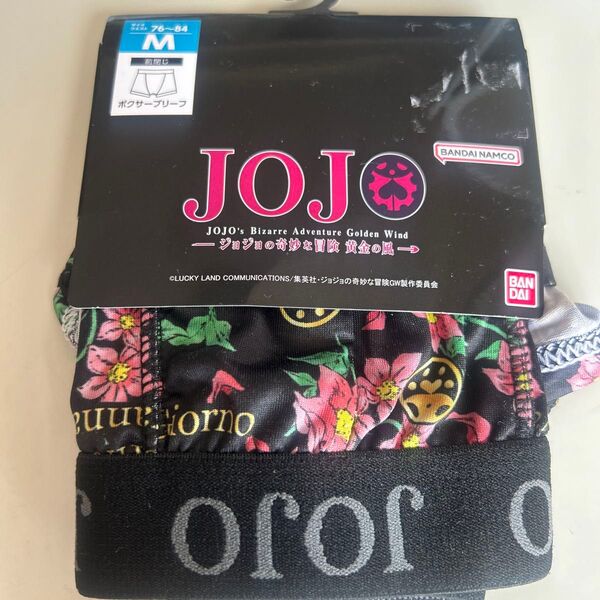 サイズ
ウエスト 76~84
M
前閉じ
ボクサーブリーフ
BANDAI NAMCO
JOJO
JOJO's Bizarre Adventure Golden Wind
ジョジョの奇妙な冒険 黄金の風
©LUCKY LAND COMMUNICATIONS/集英社・ジョジョの奇妙な冒険GW製作委員会
BAN
DAI
iorno
JOJO